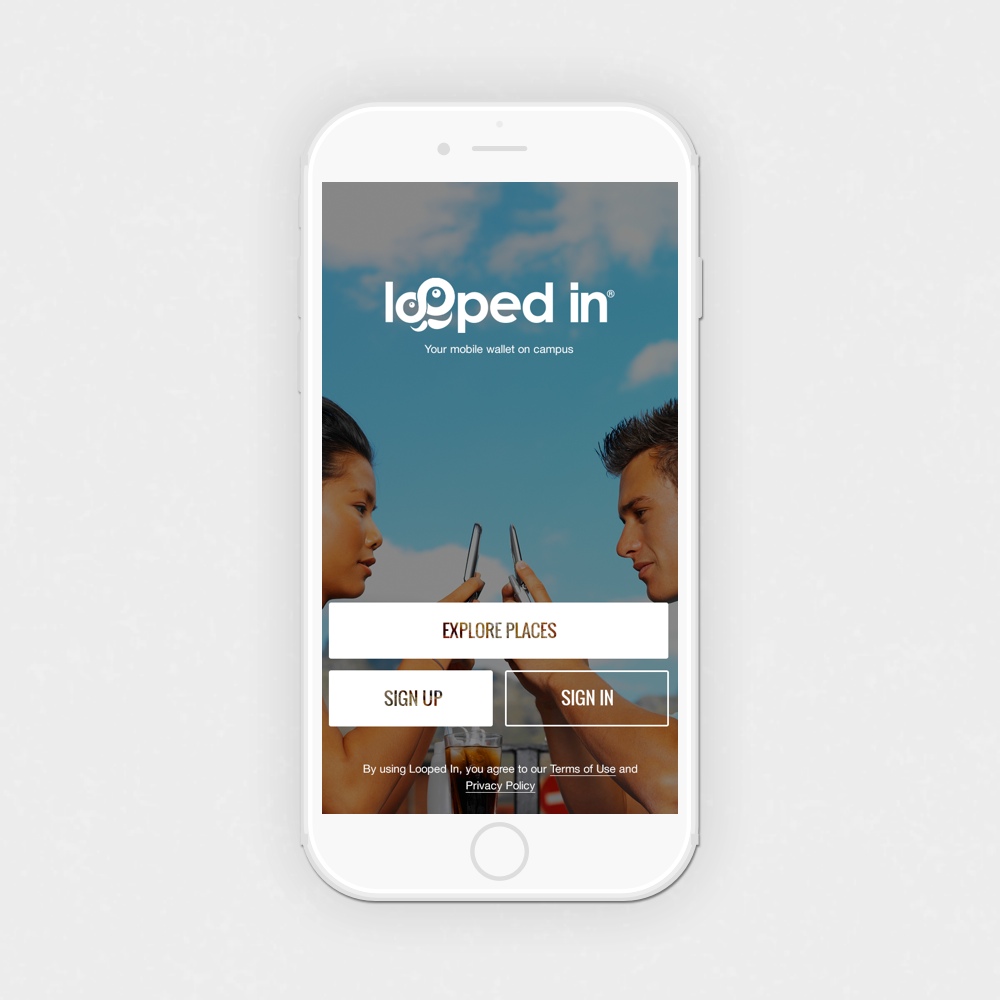 looped in®
Your mobile wallet on campus
EXPLORE PLACES
SIGN UP
SIGN IN
By using Looped In, you agree to our Terms of Use and
Privacy Policy